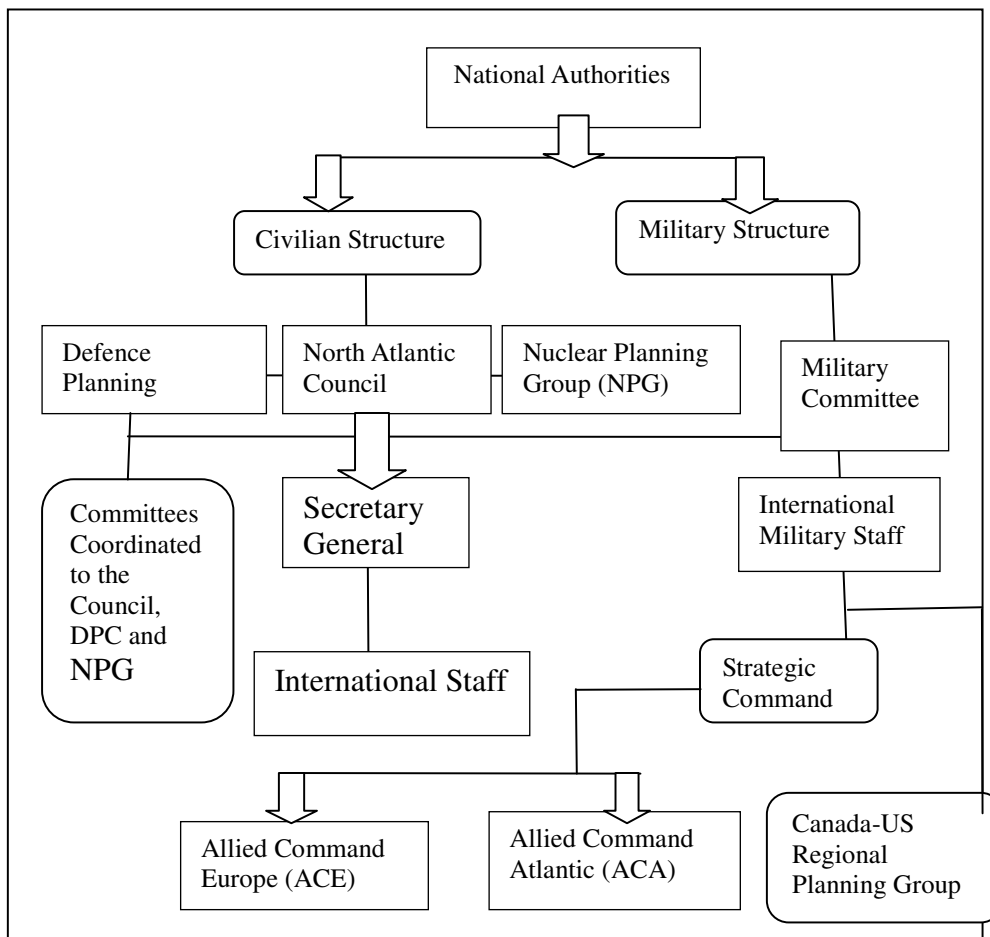 National Authorities
Civilian Structure
Military Structure
Defence
Planning
North Atlantic
Council
Nuclear Planning
Group (NPG)
Military
Committee
Committees
Coordinated
to the
Council,
DPC and
NPG
Secretary
General
International
Military Staff
International Staff
Strategic
Command
Allied Command
Europe (ACE)
Allied Command
Atlantic (ACA)
Canada-US
Regional
Planning Group